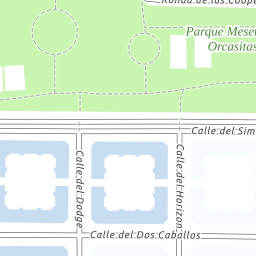 Ronda de las Coope
Parque Mese
Orcasitas
Calle del Sim
Calle del Dodge
Calle del Horizon
Calle del Dos Caballos